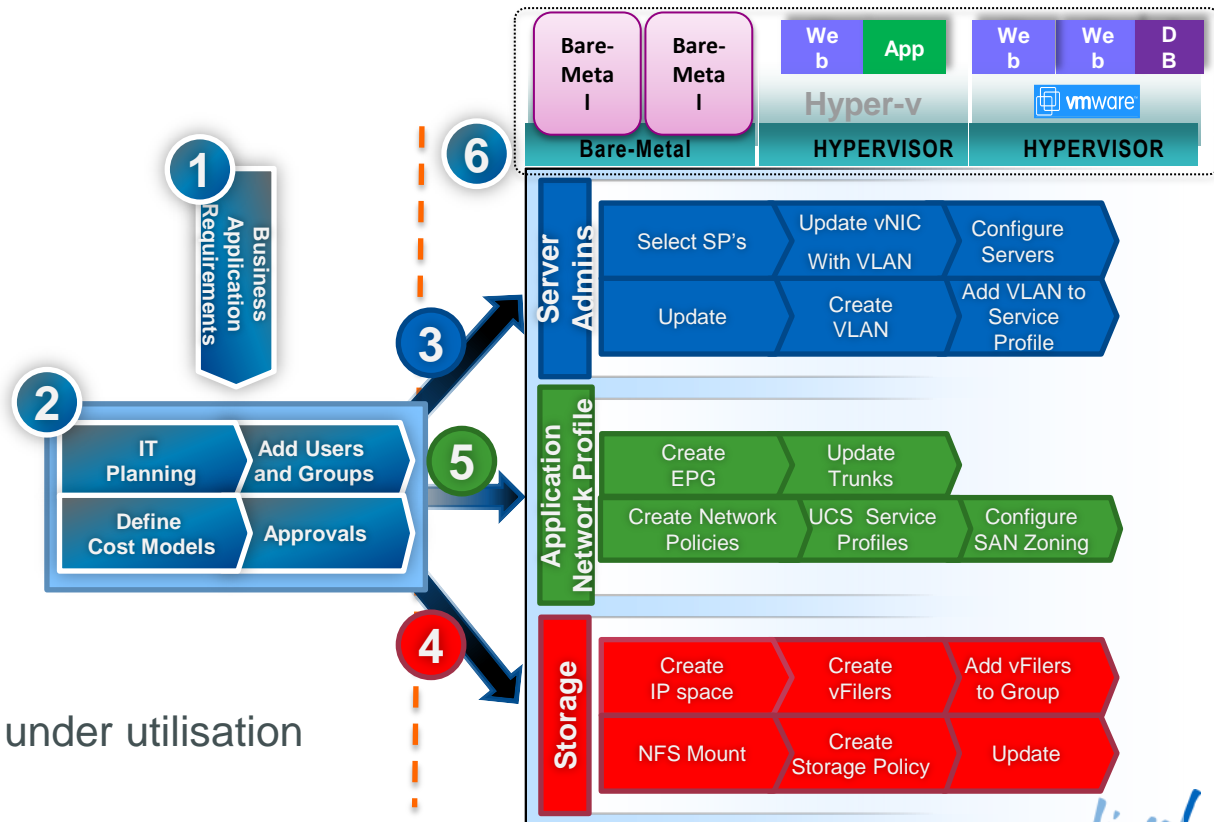 Bare-
Meta
l
Bare-
Meta
l
We
b
App
We
b
We
b
D
B
Hyper-v
vmware
Bare-Metal
HYPERVISOR
HYPERVISOR
6
1
Business
Application
Requirements
2
IT
Planning
Add Users
and Groups
Define
Cost Models
Approvals
3
5
4
Server
Admins
Select SP's
Update vNIC
With VLAN
Configure
Servers
Update
Create
VLAN
Add VLAN to
Service
Profile
Application
Network Profile
Create
EPG
Update
Trunks
Create Network
Policies
UCS Service
Profiles
Configure
SAN Zoning
Storage
Create
IP space
Create
vFilers
Add vFilers
to Group
NFS Mount
Create
Storage Policy
Update
under utilisation